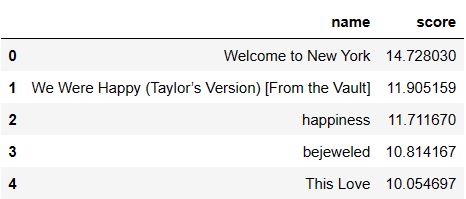 name score
0 Welcome to New York 14.728030
1 We Were Happy (Taylor’s Version) [From the Vault] 11.905159
2 happiness 11.711670
3 bejeweled 10.814167
4 This Love 10.054697